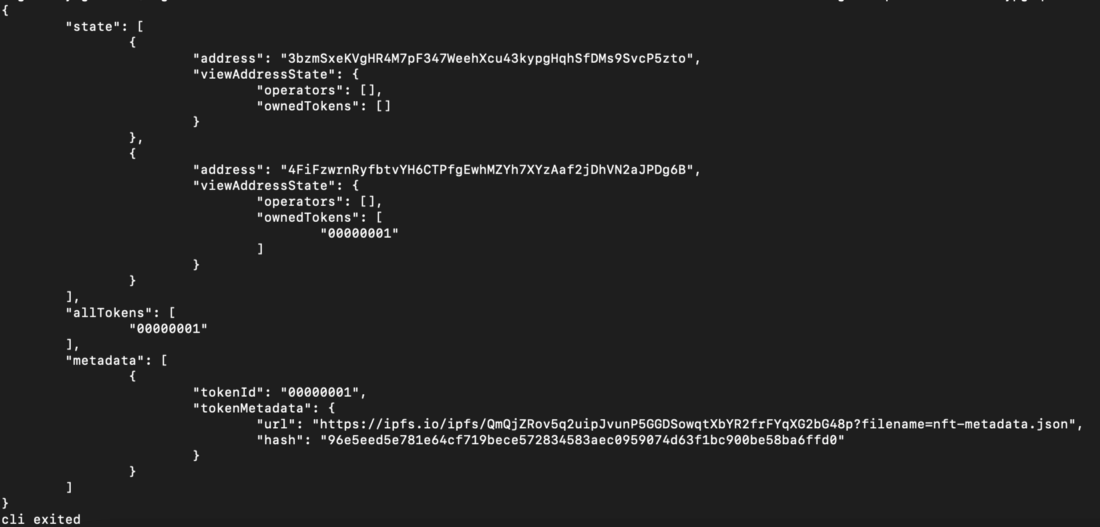 {
"state": [
{
"address": "3bzmSxeKVgHR4M7pF347WeehXcu43kypgHqhSfDMs9SvcP5zto",
"viewAddressState": {
"operators": [],
"ownedTokens": []
}
},
{
"address": "4FiFzwrnRyfbtvYH6CTPfgEwhMZYh7XYzAaf2jDhVN2aJPDg6B",
"viewAddressState": {
"operators": [],
"ownedTokens": [
"00000001"
]
}
}
],
"allTokens": [
"00000001"
],
"metadata": [
{
"tokenId": "00000001",
"tokenMetadata": {
"url": "https://ipfs.io/ipfs/QmQjZRov5q2uipJvunP5GGDSowqtXbYR2frFYqXG2bG48p?filename=nft-metadata.json",
"hash": "96e5eed5e781e64cf719bece572834583aec0959074d63f1bc900be58ba6ffd0"
}
}
]
}
cli exited